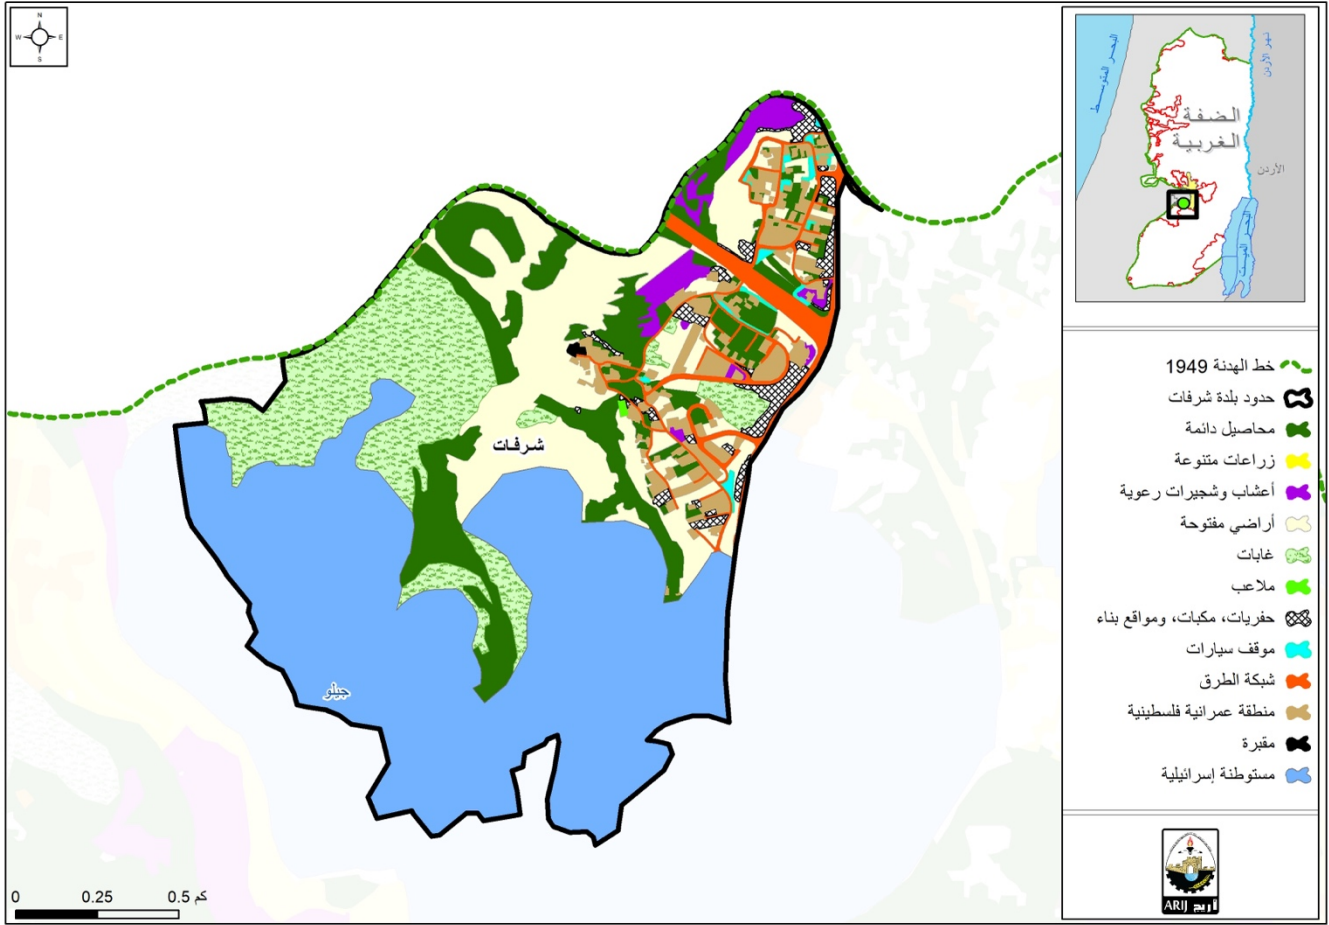 N
W E
S
البحر المتوسط
نهر الأردن
الضفة
الغربية
الأردن
البحر الميت
خط الهدنة 1949
حدود بلدة شرفات
محاصيل دائمة
زراعات متنوعة
أعشاب وشجيرات رعوية
أراضي مفتوحة
غابات
ملاعب
حفريات، مكبات، ومواقع بناء
موقف سيارات
شبكة الطرق
منطقة عمرانية فلسطينية
مقبرة
مستوطنة إسرائيلية
شرفات
جيلو
0 0.25 0.5 كم
ARIJ أريج